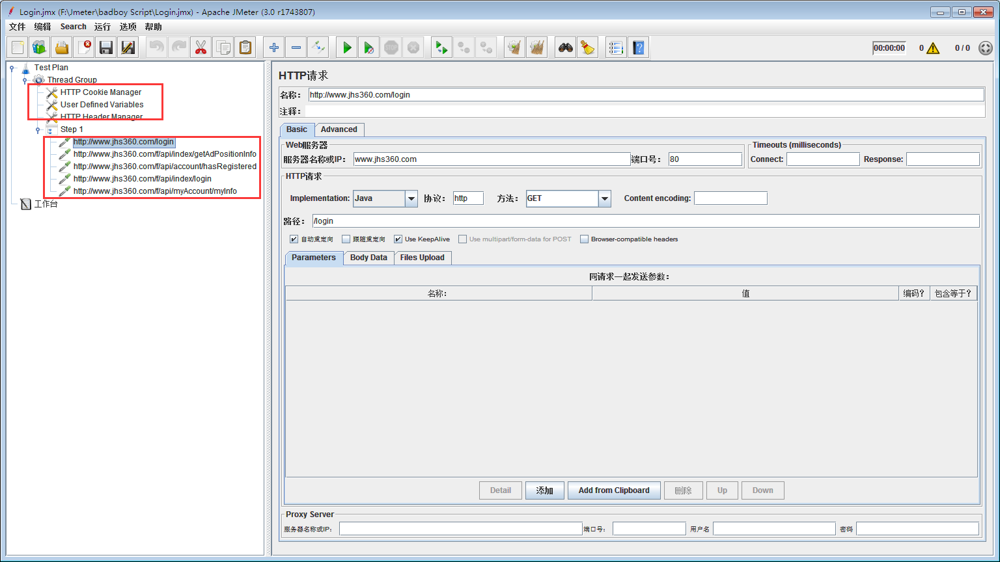 Login.jmx (F:\Jmeter\badboy Script\Login.jmx) - Apache JMeter (3.0 r1743807)
文件 编辑 Search 运行 选项 帮助
STOP
00:00:00 0 0 / 0
Test Plan
Thread Group
HTTP Cookie Manager
User Defined Variables
HTTP Header Manager
Step 1
http://www.jhs360.com/login
http://www.jhs360.com/f/api/index/getAdPositionInfo
http://www.jhs360.com/f/api/account/hasRegistered
http://www.jhs360.com/f/api/index/login
http://www.jhs360.com/f/api/myAccount/myInfo
工作台
HTTP请求
名称： http://www.jhs360.com/login
注释：
Basic Advanced
Web服务器 Timeouts (milliseconds)
服务器名称或IP： www.jhs360.com 端口号： 80 Connect: Response:
HTTP请求
Implementation: Java 协议： http 方法： GET Content encoding:
路径： /login
自动重定向 跟随重定向 Use KeepAlive Use multipart/form-data for POST Browser-compatible headers
Parameters Body Data Files Upload
同请求一起发送参数：
名称： 值 编码？ 包含等于？
Detail 添加 Add from Clipboard 删除 Up Down
Proxy Server
服务器名称或IP： 端口号： 用户名 密码